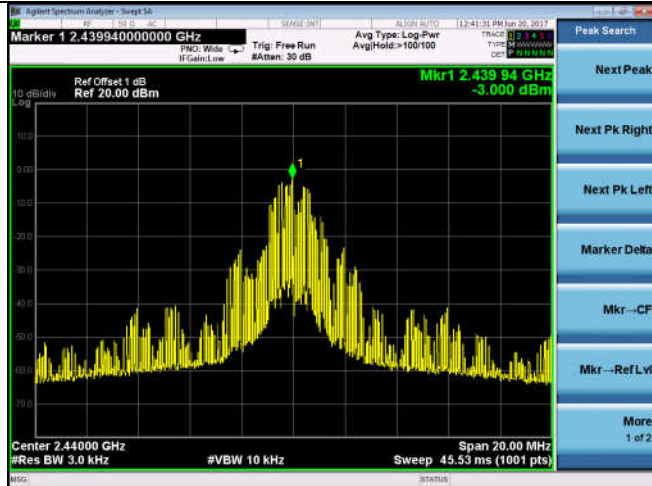 Agilent Spectrum Analyzer - Swept SA
RF 50 Ω AC SENSE:INT ALIGN AUTO 12:41:31 PM Jun 20, 2017
Marker 1 2.439940000000 GHz
PNO: Wide Trig: Free Run
IFGain:Low #Atten: 30 dB
Avg Type: Log-Pwr
Avg|Hold:>100/100
TRACE 1 2 3 4 5 6
TYPE M WWWWW
DET P N N N N N
Peak Search
Mkr1 2.439 94 GHz
-3.000 dBm
Ref Offset 1 dB
10 dB/div Ref 20.00 dBm
Log
10.0
0.00
-10.0
-20.0
-30.0
-40.0
-50.0
-60.0
-70.0
1
Center 2.44000 GHz Span 20.00 MHz
#Res BW 3.0 kHz #VBW 10 kHz Sweep 45.53 ms (1001 pts)
MSG STATUS
Next Peak
Next Pk Right
Next Pk Left
Marker Delta
Mkr→CF
Mkr→Ref Lvl
More
1 of 2